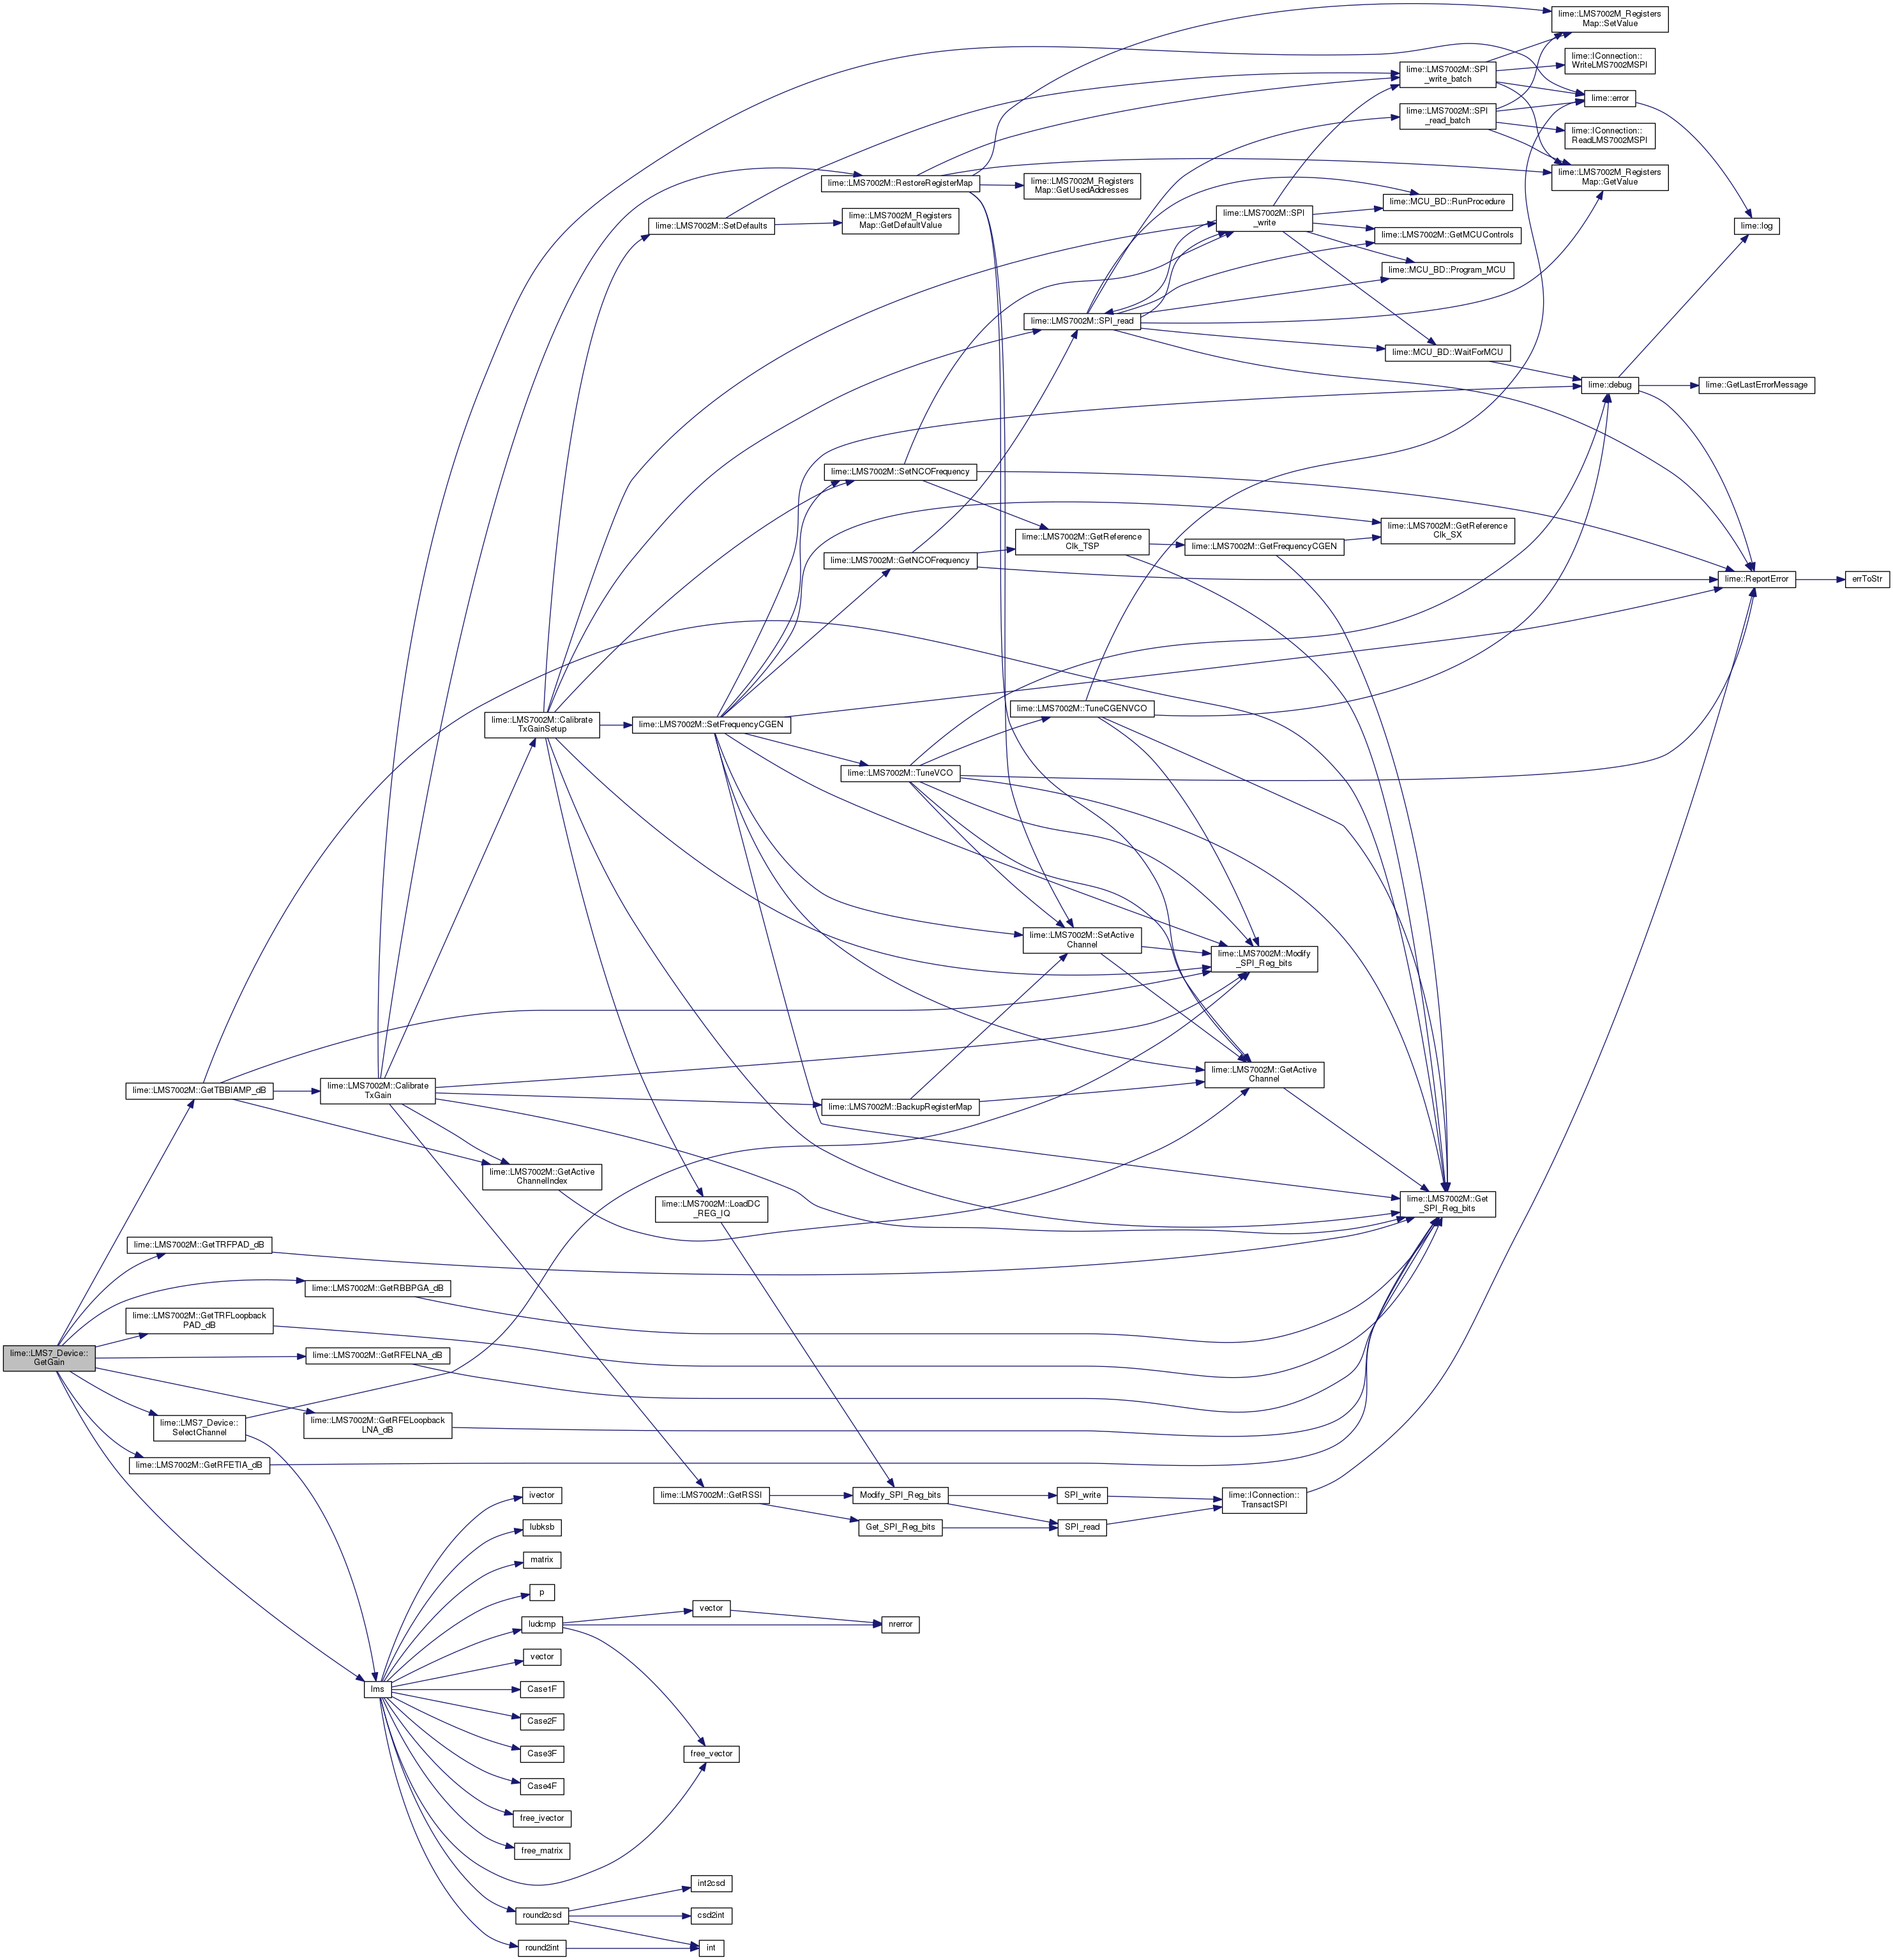 lime::LMS7002M_Registers
Map::SetValue
lime::IConnection::
WriteLMS7002MSPI
lime::LMS7002M::SPI
_write_batch
lime::error
lime::LMS7002M::SPI
_read_batch
lime::IConnection::
ReadLMS7002MSPI
lime::LMS7002M_Registers
Map::GetValue
lime::LMS7002M::RestoreRegisterMap
lime::LMS7002M_Registers
Map::GetUsedAddresses
lime::MCU_BD::RunProcedure
lime::LMS7002M::SetDefaults
lime::LMS7002M_Registers
Map::GetDefaultValue
lime::LMS7002M::SPI
_write
lime::log
lime::LMS7002M::GetMCUControls
lime::MCU_BD::Program_MCU
lime::LMS7002M::SPI_read
lime::MCU_BD::WaitForMCU
lime::debug
lime::GetLastErrorMessage
lime::LMS7002M::SetNCOFrequency
lime::LMS7002M::GetReference
Clk_SX
lime::LMS7002M::GetReference
Clk_TSP
lime::LMS7002M::GetFrequencyCGEN
lime::LMS7002M::GetNCOFrequency
lime::ReportError
errToStr
lime::LMS7002M::TuneCGENVCO
lime::LMS7002M::Calibrate
TxGainSetup
lime::LMS7002M::SetFrequencyCGEN
lime::LMS7002M::TuneVCO
lime::LMS7002M::SetActive
Channel
lime::LMS7002M::Modify
_SPI_Reg_bits
lime::LMS7002M::GetActive
Channel
lime::LMS7002M::GetTBBIAMP_dB
lime::LMS7002M::Calibrate
TxGain
lime::LMS7002M::BackupRegisterMap
lime::LMS7002M::GetActive
ChannelIndex
lime::LMS7002M::LoadDC
_REG_IQ
lime::LMS7002M::Get
_SPI_Reg_bits
lime::LMS7002M::GetTRFPAD_dB
lime::LMS7002M::GetRBBPGA_dB
lime::LMS7002M::GetTRFLoopback
PAD_dB
lime::LMS7_Device::
GetGain
lime::LMS7002M::GetRFELNA_dB
lime::LMS7_Device::
SelectChannel
lime::LMS7002M::GetRFELoopback
LNA_dB
lime::LMS7002M::GetRFETIA_dB
lime::LMS7002M::GetRSSI
Modify_SPI_Reg_bits
SPI_write
lime::IConnection::
TransactSPI
Get_SPI_Reg_bits
SPI_read
ivector
lubksb
matrix
p
ludcmp
vector
nrerror
vector
lms
Case1F
Case2F
Case3F
free_vector
Case4F
free_ivector
free_matrix
int2csd
round2csd
csd2int
round2int
int